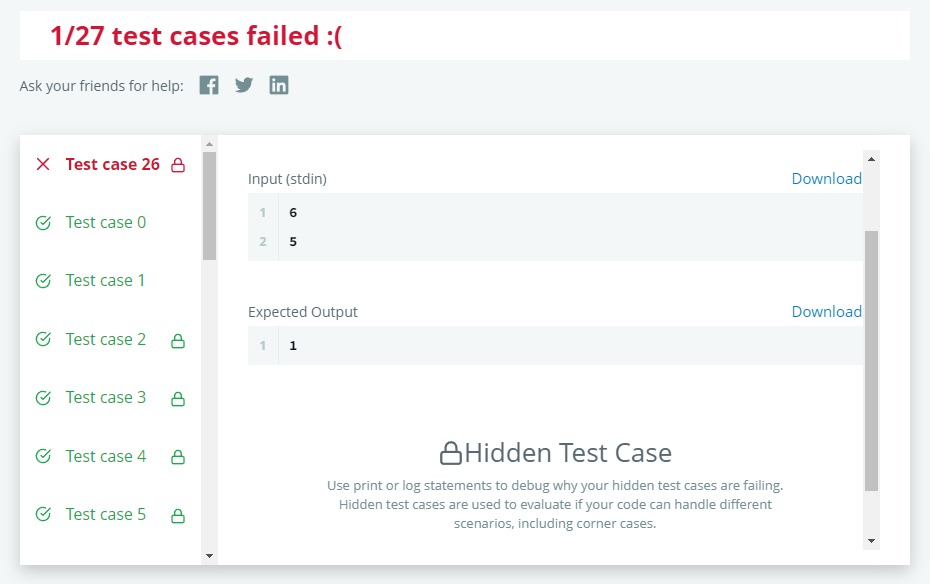 1/27 test cases failed :(
Ask your friends for help:
Test case 26
Test case 0
Test case 1
Test case 2
Test case 3
Test case 4
Test case 5
Input (stdin)
Download
1 6
2 5
Expected Output
Download
1 1
Hidden Test Case
Use print or log statements to debug why your hidden test cases are failing.
Hidden test cases are used to evaluate if your code can handle different
scenarios, including corner cases.